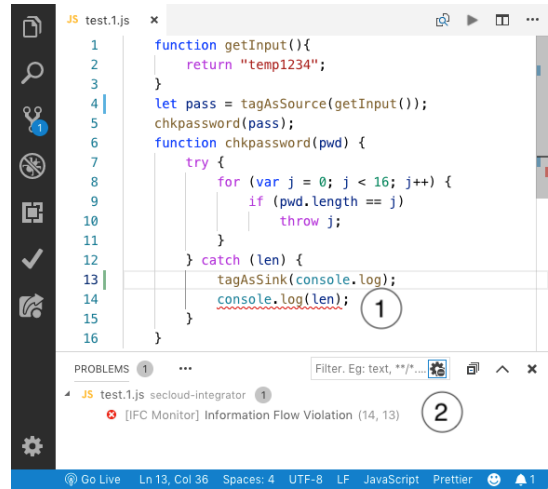 JS test.1.js
1 function getInput(){
2 return "temp1234";
3 }
4 let pass = tagAsSource(getInput());
5 chkpassword(pass);
6 function chkpassword(pwd) {
7 try {
8 for (var j = 0; j < 16; j++) {
9 if (pwd.length == j)
10 throw j;
11 }
12 } catch (len) {
13 tagAsSink(console.log);
14 console.log(len);
15 }
16 }
1
1
PROBLEMS 1 ... Filter. Eg: text, **/*....
JS test.1.js secloud-integrator 1
[IFC Monitor] Information Flow Violation (14, 13)
2
Go Live Ln 13, Col 36 Spaces: 4 UTF-8 LF JavaScript Prettier 1